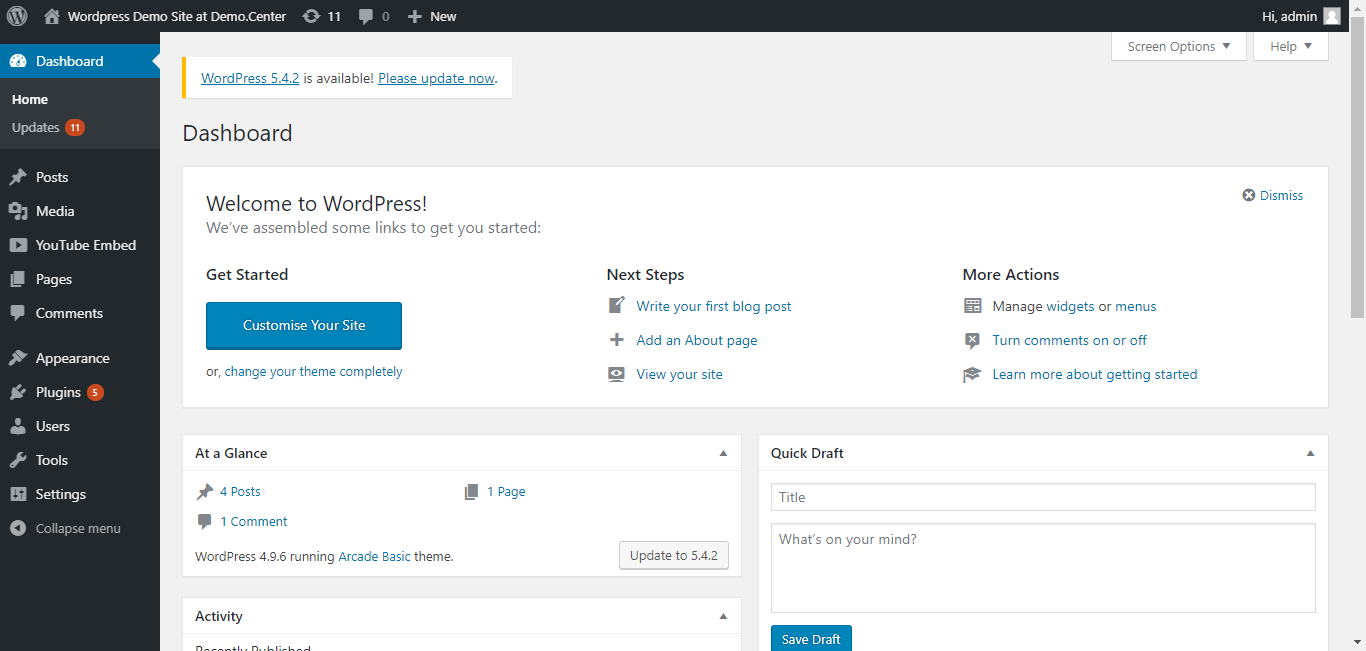 Wordpress Demo Site at Demo.Center 11 0 New Hi, admin
Dashboard
Home
Updates 11
Posts
Media
YouTube Embed
Pages
Comments
Appearance
Plugins 5
Users
Tools
Settings
Collapse menu
Screen Options Help
WordPress 5.4.2 is available! Please update now.
Dashboard
Welcome to WordPress!
Dismiss
We've assembled some links to get you started:
Get Started
Customise Your Site
or, change your theme completely
Next Steps
Write your first blog post
Add an About page
View your site
More Actions
Manage widgets or menus
Turn comments on or off
Learn more about getting started
At a Glance
4 Posts 1 Page
1 Comment
WordPress 4.9.6 running Arcade Basic theme. Update to 5.4.2
Activity
Recently Published
Quick Draft
Title
What's on your mind?
Save Draft